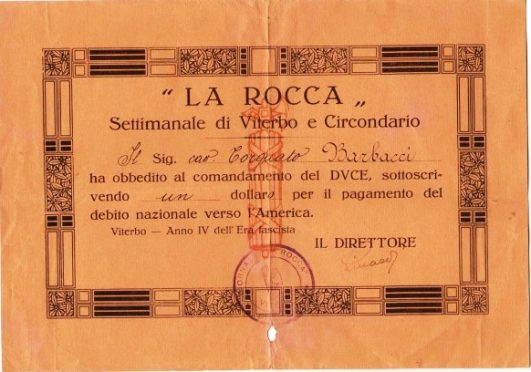 “ LA ROCCA „
Settimanale di Viterbo e Circondario
Il Sig. cav Torquato Barbacci
ha obbedito al comandamento del DVCE, sottoscri-
vendo un dollaro per il pagamento del
debito nazionale verso l'America.
Viterbo — Anno IV dell'Era fascista
IL DIRETTORE